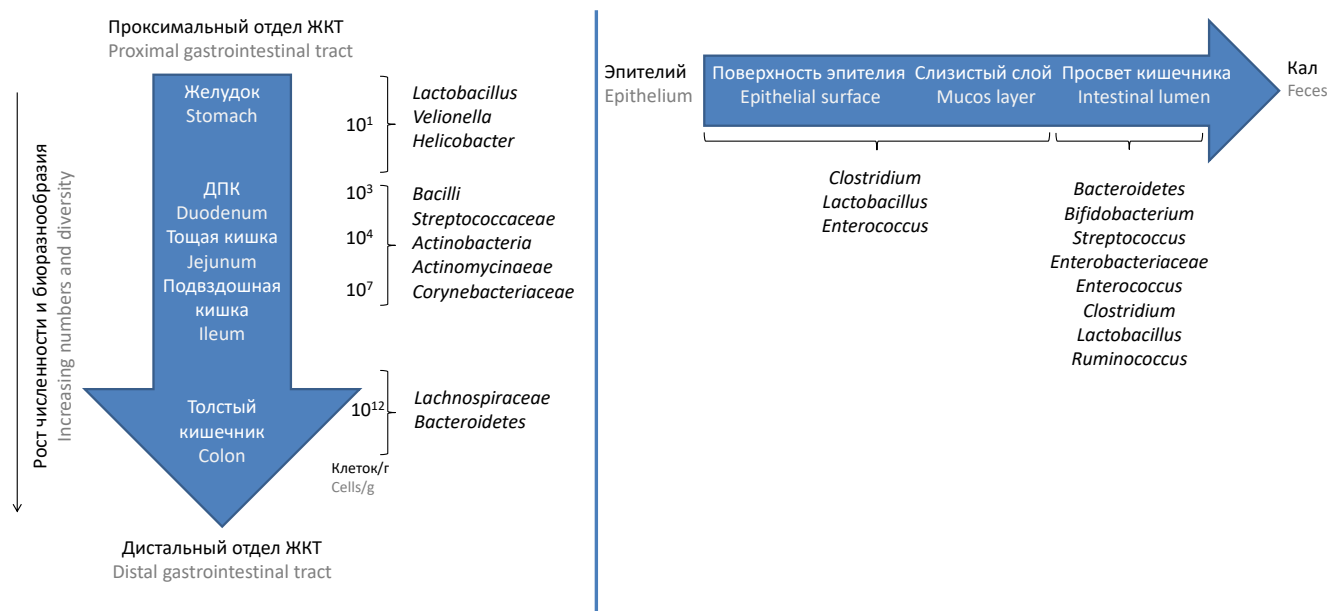 Проксимальный отдел ЖКТ
Proximal gastrointestinal tract
Рост численности и биоразнообразия
Increasing numbers and diversity
Желудок
Stomach
10¹
Lactobacillus
Velionella
Helicobacter
ДПК
Duodenum
Тощая кишка
Jejunum
Подвздошная
кишка
Ileum
10³
10⁴
10⁷
Bacilli
Streptococcaceae
Actinobacteria
Actinomycinaeae
Corynebacteriaceae
Толстый
кишечник
Colon
10¹²
Lachnospiraceae
Bacteroidetes
Клеток/г
Cells/g
Дистальный отдел ЖКТ
Distal gastrointestinal tract
Эпителий
Epithelium
Поверхность эпителия
Epithelial surface
Слизистый слой
Mucos layer
Просвет кишечника
Intestinal lumen
Кал
Feces
Clostridium
Lactobacillus
Enterococcus
Bacteroidetes
Bifidobacterium
Streptococcus
Enterobacteriaceae
Enterococcus
Clostridium
Lactobacillus
Ruminococcus